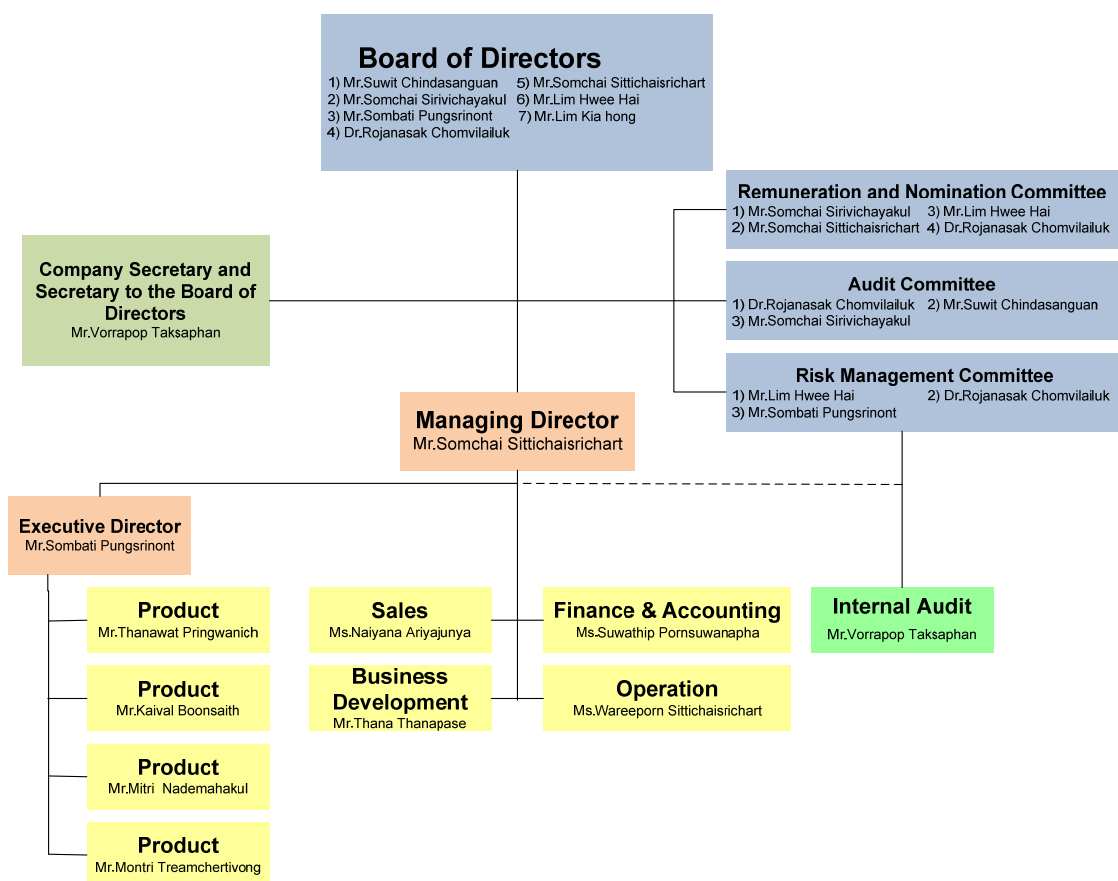 Board of Directors
1) Mr.Suwit Chindasanguan 5) Mr.Somchai Sittichaisrichart
2) Mr.Somchai Sirivichayakul 6) Mr.Lim Hwee Hai
3) Mr.Sombati Pungsrinont 7) Mr.Lim Kia hong
4) Dr.Rojanasak Chomvilailuk
Remuneration and Nomination Committee
1) Mr.Somchai Sirivichayakul 3) Mr.Lim Hwee Hai
2) Mr.Somchai Sittichaisrichart 4) Dr.Rojanasak Chomvilailuk
Company Secretary and
Secretary to the Board of
Directors
Mr.Vorrapop Taksaphan
Audit Committee
1) Dr.Rojanasak Chomvilailuk 2) Mr.Suwit Chindasanguan
3) Mr.Somchai Sirivichayakul
Risk Management Committee
1) Mr.Lim Hwee Hai 2) Dr.Rojanasak Chomvilailuk
3) Mr.Sombati Pungsrinont
Managing Director
Mr.Somchai Sittichaisrichart
Executive Director
Mr.Sombati Pungsrinont
Product
Mr.Thanawat Pringwanich
Sales
Ms.Naiyana Ariyajunya
Finance & Accounting
Ms.Suwathip Pornsuwanapha
Internal Audit
Mr.Vorrapop Taksaphan
Product
Mr.Kaival Boonsaith
Business
Development
Mr.Thana Thanapase
Operation
Ms.Wareeporn Sittichaisrichart
Product
Mr.Mitri Nademahakul
Product
Mr.Montri Treamchertivong